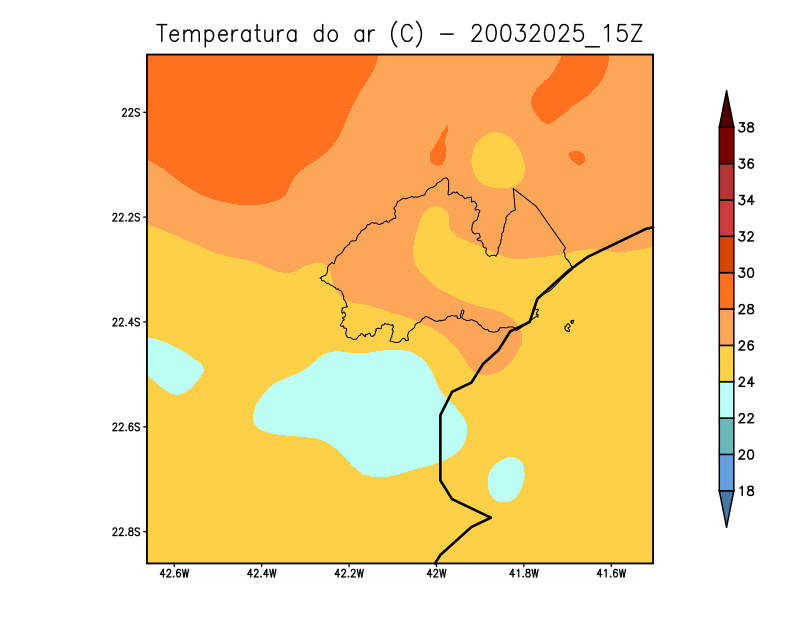 Temperatura do ar (C) - 20032025_15Z
22S
22.2S
22.4S
22.6S
22.8S
42.6W
42.4W
42.2W
42W
41.8W
41.6W
38
36
34
32
30
28
26
24
22
20
18